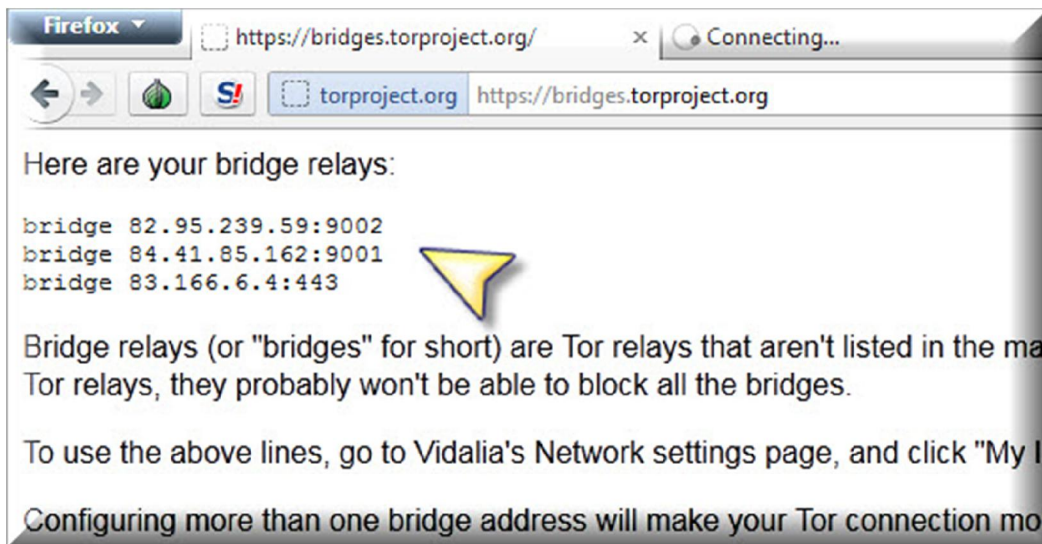 Firefox
https://bridges.torproject.org/ × Connecting...
S! torproject.org https://bridges.torproject.org
Here are your bridge relays:
bridge 82.95.239.59:9002
bridge 84.41.85.162:9001
bridge 83.166.6.4:443
Bridge relays (or "bridges" for short) are Tor relays that aren't listed in the ma
Tor relays, they probably won't be able to block all the bridges.
To use the above lines, go to Vidalia's Network settings page, and click "My I
Configuring more than one bridge address will make your Tor connection mo